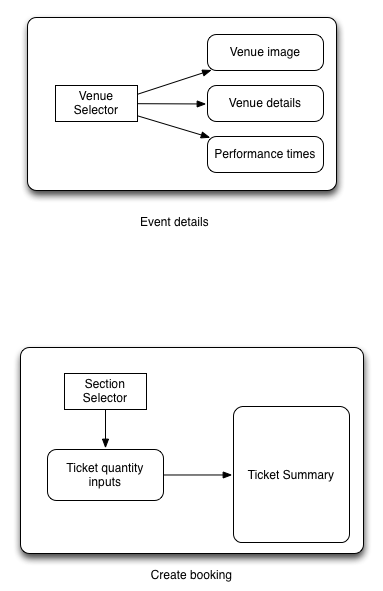 Venue image
Venue
Selector
Venue details
Performance times
Event details
Section
Selector
Ticket quantity
inputs
Ticket Summary
Create booking